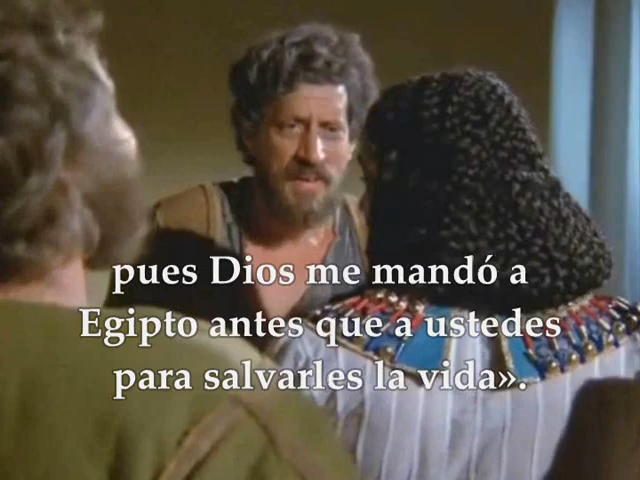 pues Dios me mandó a
Egipto antes que a ustedes
para salvarles la vida».